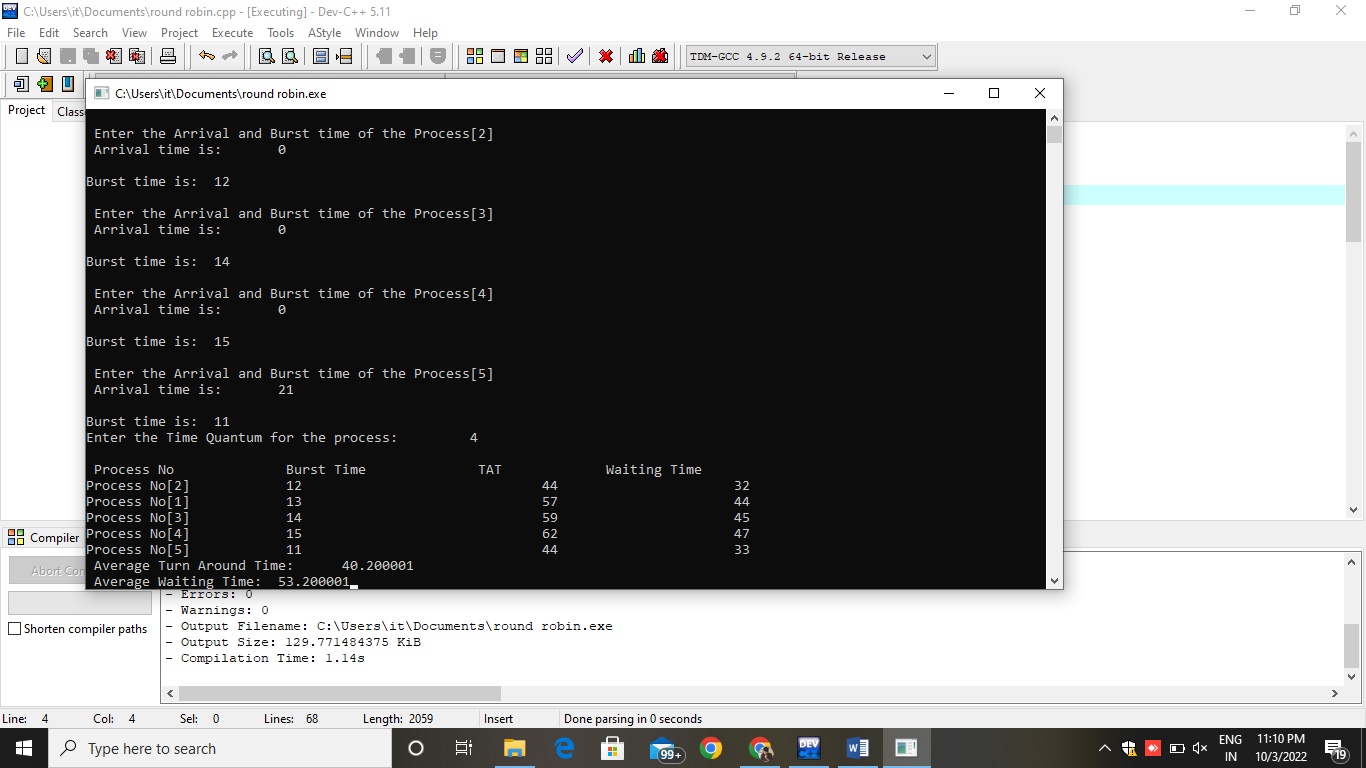 C:\Users\it\Documents\round robin.cpp - [Executing] - Dev-C++ 5.11
File Edit Search View Project Execute Tools AStyle Window Help
TDM-GCC 4.9.2 64-bit Release
Project
C:\Users\it\Documents\round robin.exe
Enter the Arrival and Burst time of the Process[2]
Arrival time is: 0
Burst time is: 12
Enter the Arrival and Burst time of the Process[3]
Arrival time is: 0
Burst time is: 14
Enter the Arrival and Burst time of the Process[4]
Arrival time is: 0
Burst time is: 15
Enter the Arrival and Burst time of the Process[5]
Arrival time is: 21
Burst time is: 11
Enter the Time Quantum for the process: 4
Process No Burst Time TAT Waiting Time
Process No[2] 12 44 32
Process No[1] 13 57 44
Process No[3] 14 59 45
Process No[4] 15 62 47
Process No[5] 11 44 33
Average Turn Around Time: 40.200001
Average Waiting Time: 53.200001
Compiler
Abort
Shorten compiler paths
- Errors: 0
- Warnings: 0
- Output Filename: C:\Users\it\Documents\round robin.exe
- Output Size: 129.771484375 KiB
- Compilation Time: 1.14s
Line: 4 Col: 4 Sel: 0 Lines: 68 Length: 2059 Insert Done parsing in 0 seconds
Type here to search
99+
DEV
ENG
IN
11:10 PM
10/3/2022
19